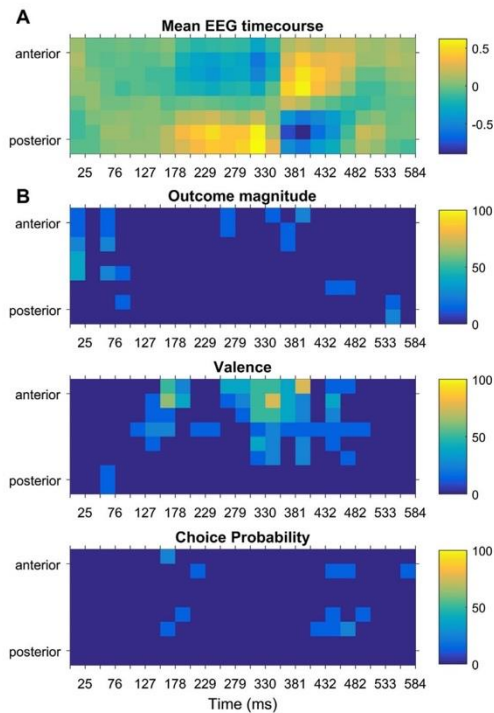 A
Mean EEG timecourse
anterior
posterior
0.5
0
-0.5
25 76 127 178 229 279 330 381 432 482 533 584
B
Outcome magnitude
anterior
posterior
100
50
0
25 76 127 178 229 279 330 381 432 482 533 584
Valence
anterior
posterior
100
50
0
25 76 127 178 229 279 330 381 432 482 533 584
Choice Probability
anterior
posterior
100
50
0
25 76 127 178 229 279 330 381 432 482 533 584
Time (ms)